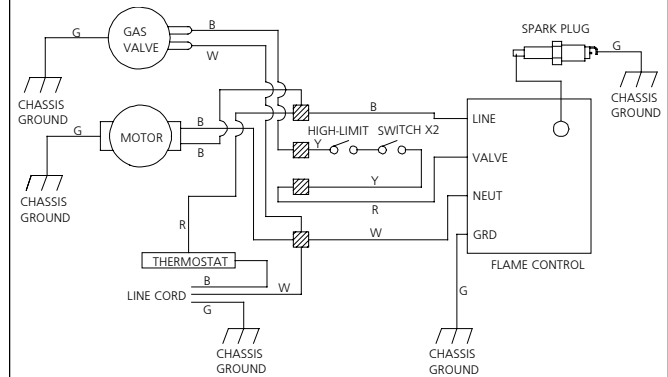 SPARK PLUG
G
CHASSIS
GROUND
GAS
VALVE
B
W
G
CHASSIS
GROUND
MOTOR
B
B
G
CHASSIS
GROUND
B
HIGH-LIMIT SWITCH X2
Y
Y
R
W
LINE
VALVE
NEUT
GRD
FLAME CONTROL
R
THERMOSTAT
LINE CORD
B
W
G
CHASSIS
GROUND
G
CHASSIS
GROUND